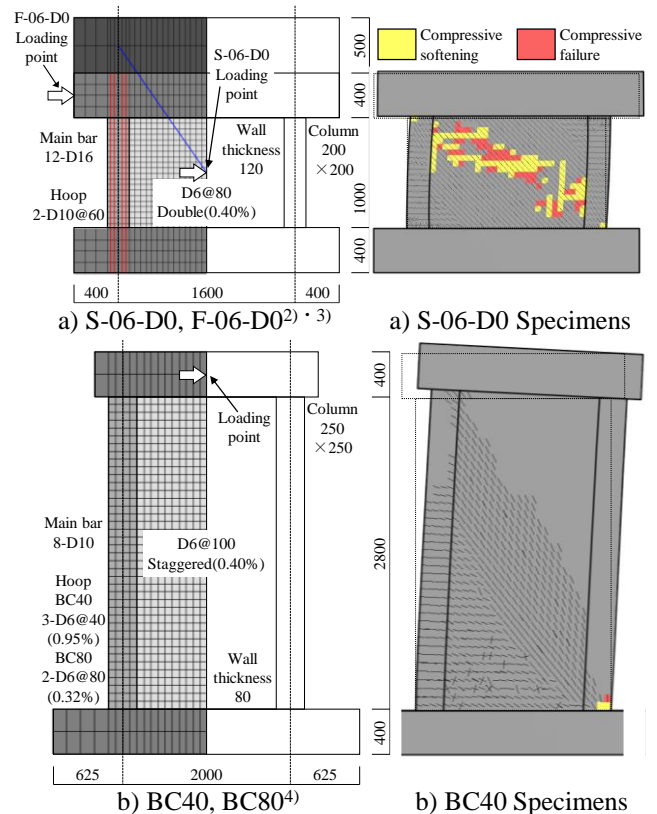 F-06-D0
Loading
point
S-06-D0
Loading
point
500
400
1000
400
Main bar
12-D16
Hoop
2-D10@60
Wall
thickness
120
Column
200
×200
D6@80
Double(0.40%)
400
1600
400
a) S-06-D0, F-06-D0²⁾・³⁾
Compressive
softening
Compressive
failure
a) S-06-D0 Specimens
Loading
point
Column
250
×250
400
2800
400
Main bar
8-D10
D6@100
Staggered(0.40%)
Hoop
BC40
3-D6@40
(0.95%)
BC80
2-D6@80
(0.32%)
Wall
thickness
80
625
2000
625
b) BC40, BC80⁴⁾
b) BC40 Specimens